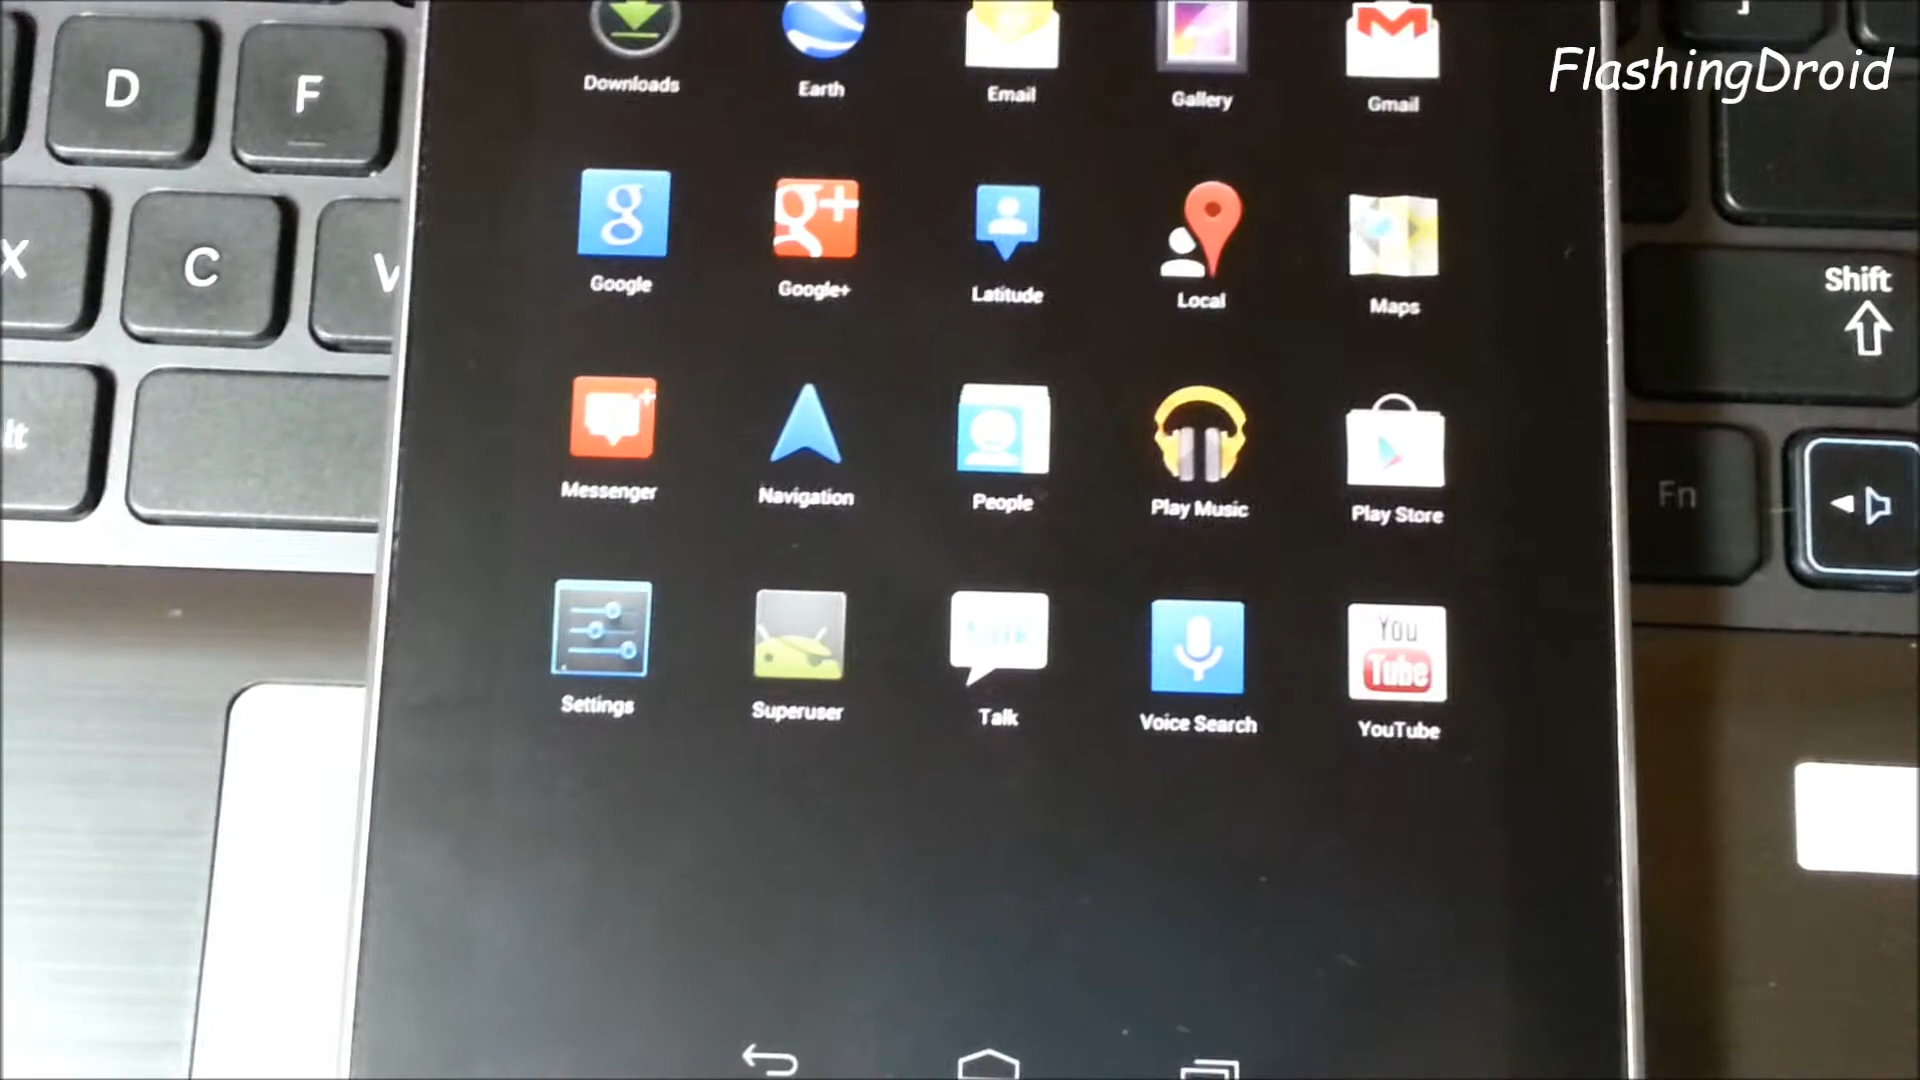 FlashingDroid
D
F
Downloads
Earth
Email
Gallery
Gmail
X
C
V
Shift
Google
Google+
Latitude
Local
Maps
lt
Fn
Messenger
Navigation
People
Play Music
Play Store
You
Tube
Settings
Superuser
Talk
Voice Search
YouTube